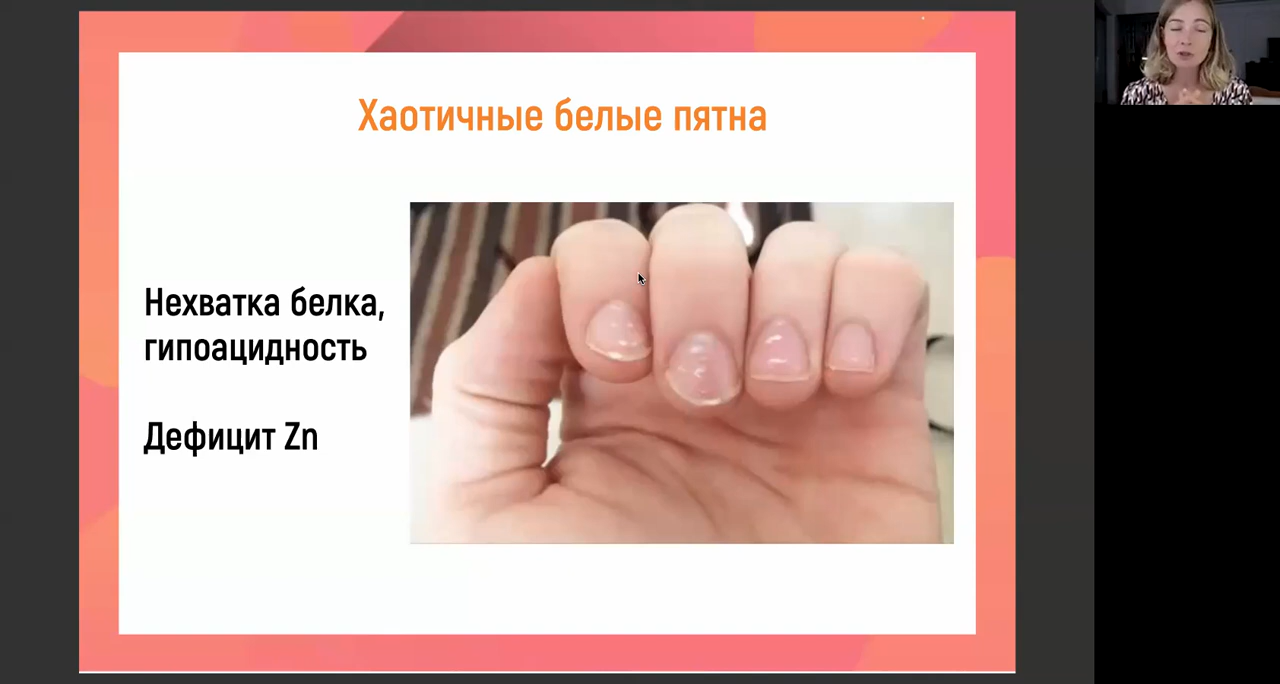 Хаотичные белые пятна
Нехватка белка,
гипоацидность
Дефицит Zn